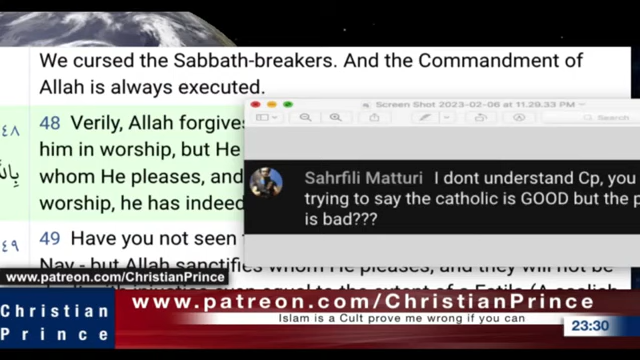 We cursed the Sabbath-breakers. And the Commandment of
Allah is always executed.
٤٨
48 Verily, Allah forgives
him in worship, but He
whom He pleases, and
worship, he has indeed
Screen Shot 2023-02-06 at 11.29.33 PM
Search
Sahrfili Matturi I dont understand Cp, you
trying to say the catholic is GOOD but the p
is bad???
٤٩
49 Have you not seen
Nay - but Allah sanctifies whom He pleases, and they will not be
www.patreon.com/ChristianPrince
www.patreon.com/ChristianPrince
Christian
Prince
Islam is a Cult prove me wrong if you can
23:30